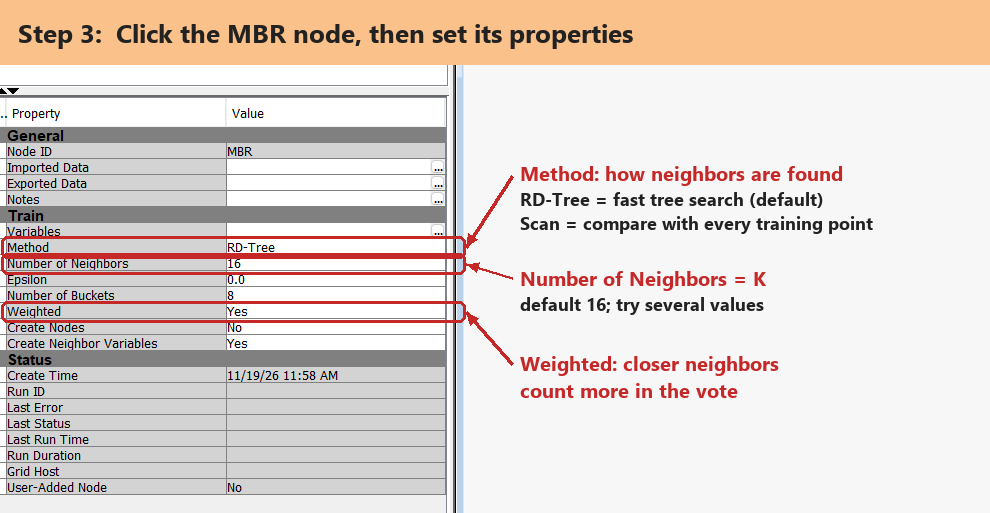 Step 3: Click the MBR node, then set its properties
.. Property Value
General
Node ID MBR
Imported Data ...
Exported Data ...
Notes ...
Train
Variables ...
Method RD-Tree
Number of Neighbors 16
Epsilon 0.0
Number of Buckets 8
Weighted Yes
Create Nodes No
Create Neighbor Variables Yes
Status
Create Time 11/19/26 11:58 AM
Run ID
Last Error
Last Status
Last Run Time
Run Duration
Grid Host
User-Added Node No
Method: how neighbors are found
RD-Tree = fast tree search (default)
Scan = compare with every training point
Number of Neighbors = K
default 16; try several values
Weighted: closer neighbors
count more in the vote